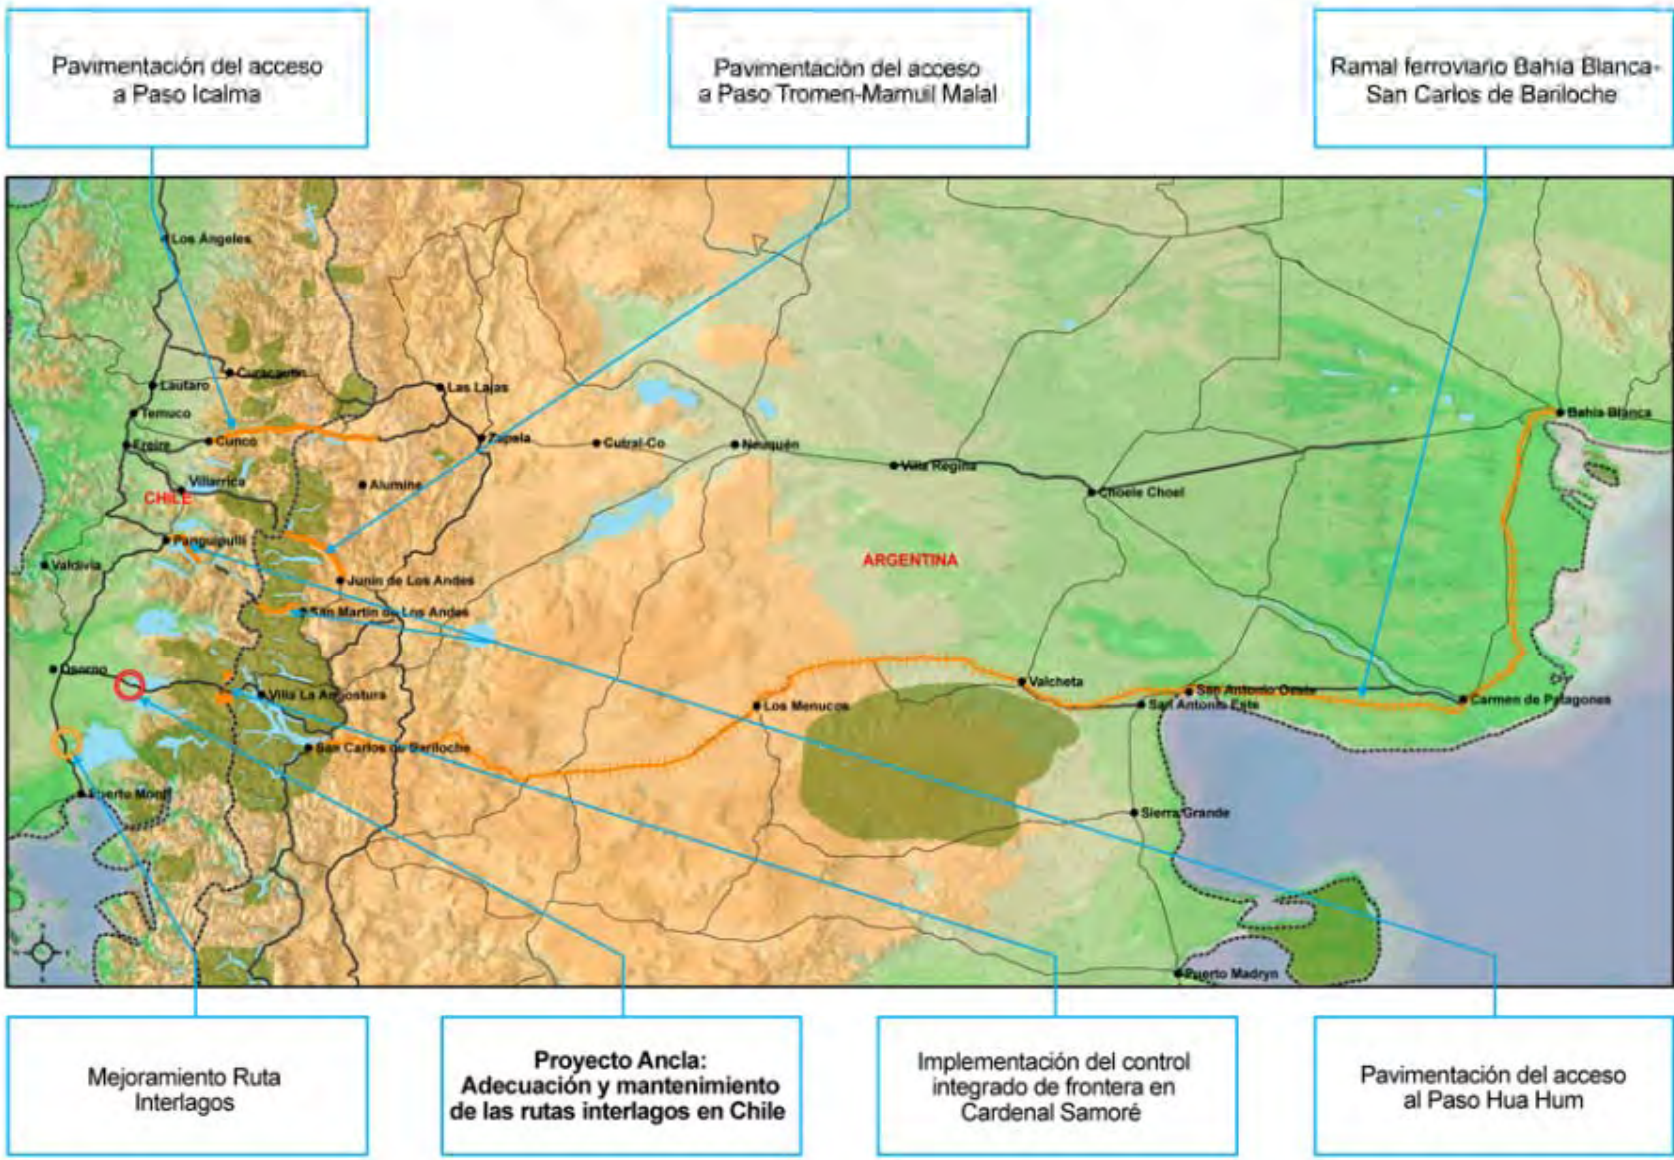 Pavimentación del acceso
a Paso Icalma
Pavimentación del acceso
a Paso Tromen-Mamuil Malal
Ramal ferroviario Bahía Blanca-
San Carlos de Bariloche
Los Ángeles
Curacautín
Lautaro
Las Lajas
Temuco
Bahía Blanca
Freire
Cunco
Zapala
Cutral-Co
Neuquén
Villa Regina
Villarrica
Alumine
CHILE
Choele Choel
Panguipulli
Valdivia
ARGENTINA
Junin de Los Andes
San Martín de Los Andes
Osorno
Villa La Angostura
Valcheta
San Antonio Oeste
Los Menucos
San Antonio Este
Carmen de Patagones
San Carlos de Bariloche
Puerto Montt
Sierra Grande
Puerto Madryn
Mejoramiento Ruta
Interlagos
Proyecto Ancla:
Adecuación y mantenimiento
de las rutas interlagos en Chile
Implementación del control
integrado de frontera en
Cardenal Samoré
Pavimentación del acceso
al Paso Hua Hum